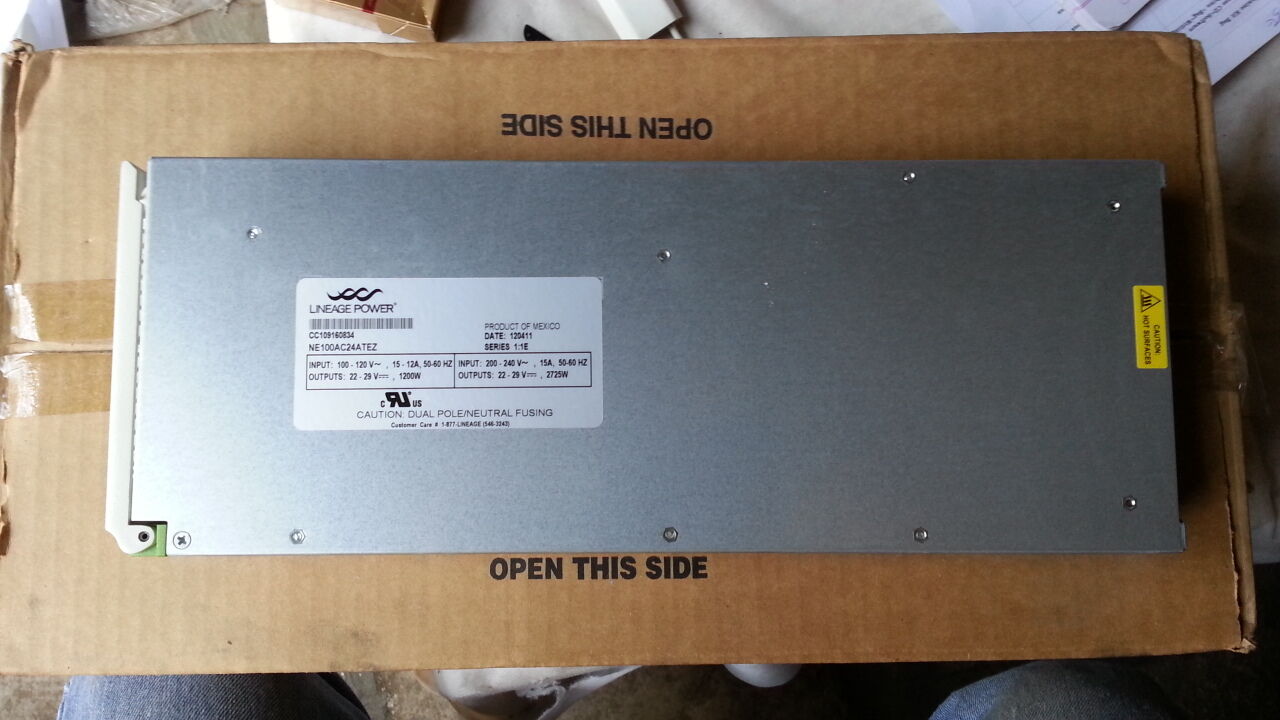 OPEN THIS SIDE
LINEAGE POWER®
CC109160834
NE100AC24ATEZ
PRODUCT OF MEXICO
DATE: 120411
SERIES 1:1E
INPUT: 100 - 120 V~ , 15 - 12A, 50-60 HZ
OUTPUTS: 22 - 29 V⎓ , 1200W
INPUT: 200 - 240 V~ , 15A, 50-60 HZ
OUTPUTS: 22 - 29 V⎓ , 2725W
c RU US
CAUTION: DUAL POLE/NEUTRAL FUSING
Customer Care # 1-877-LINEAGE (546-3243)
CAUTION:
HOT SURFACES
OPEN THIS SIDE